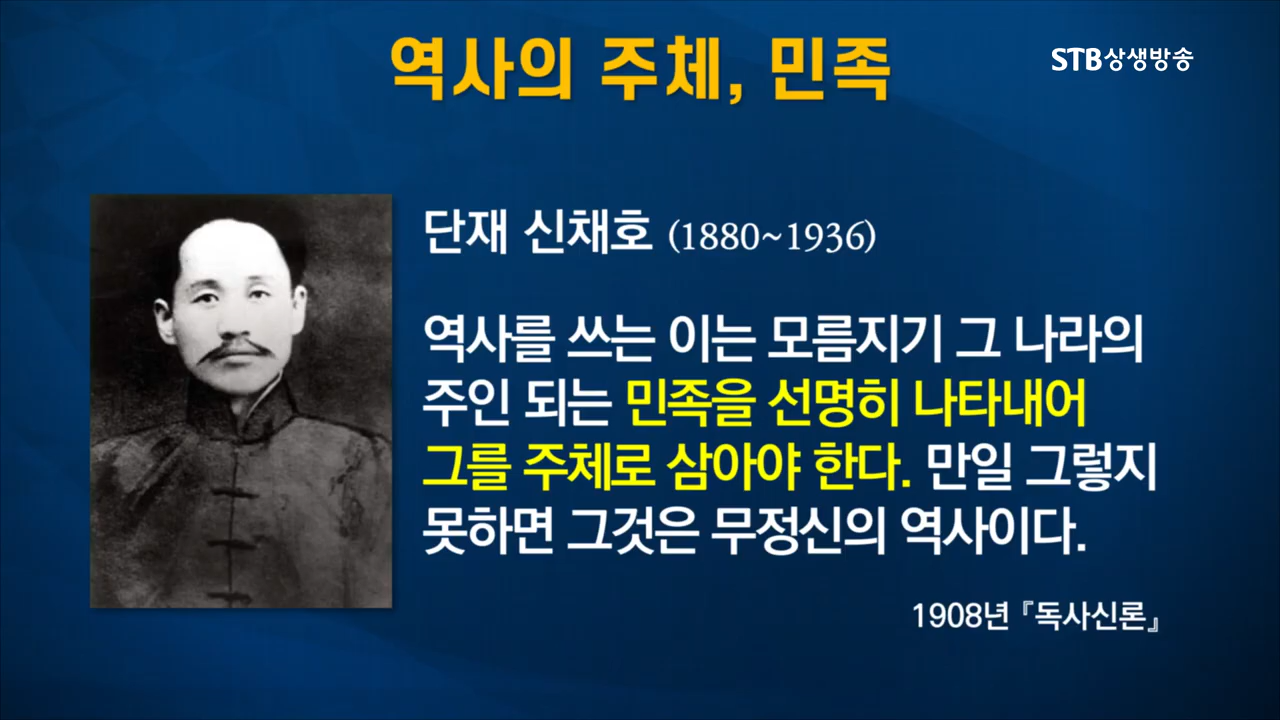 역사의 주체, 민족
STB상생방송
단재 신채호 (1880~1936)
역사를 쓰는 이는 모름지기 그 나라의
주인 되는 민족을 선명히 나타내어
그를 주체로 삼아야 한다. 만일 그렇지
못하면 그것은 무정신의 역사이다.
1908년 『독사신론』